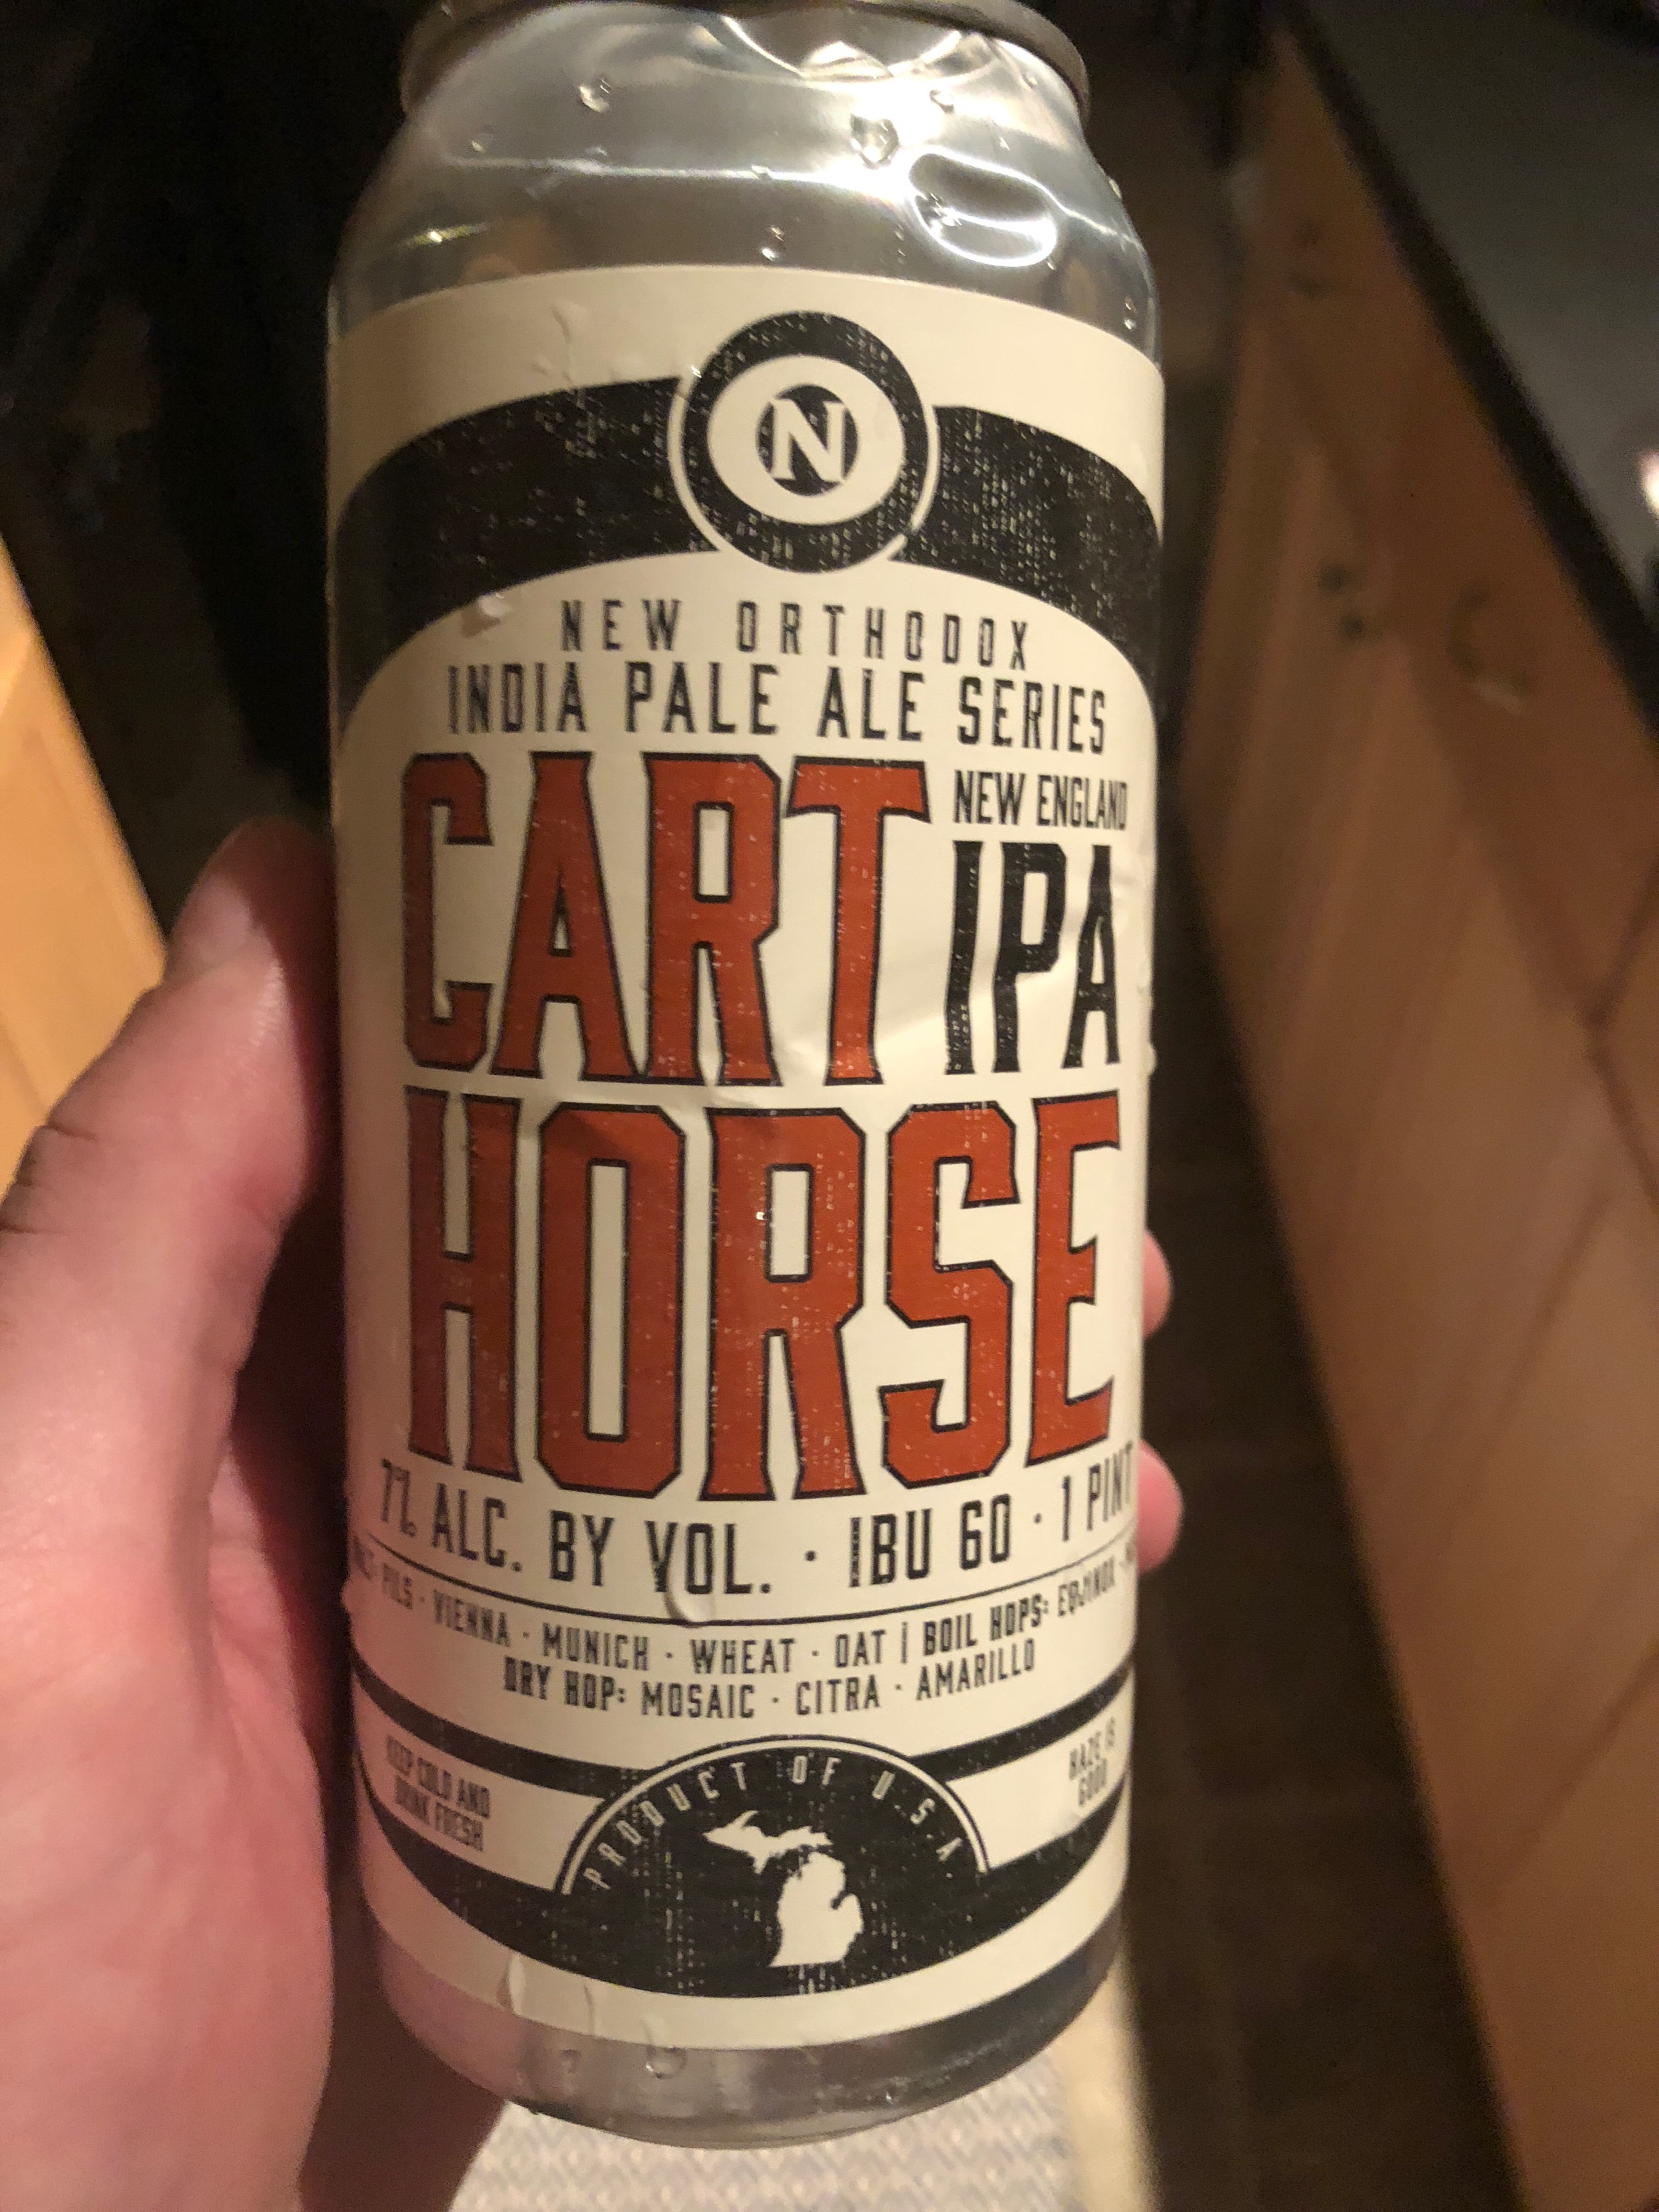 N
NEW ORTHODOX
INDIA PALE ALE SERIES
CART
NEW ENGLAND
IPA
HORSE
7% ALC. BY VOL. · IBU 60 · 1 PINT
PILS · VIENNA · MUNICH · WHEAT · OAT | BOIL HOPS: EQUINOX ·
DRY HOP: MOSAIC · CITRA · AMARILLO
KEEP COLD AND
DRINK FRESH
PRODUCT OF U.S.A.
HAZE IS
GOOD